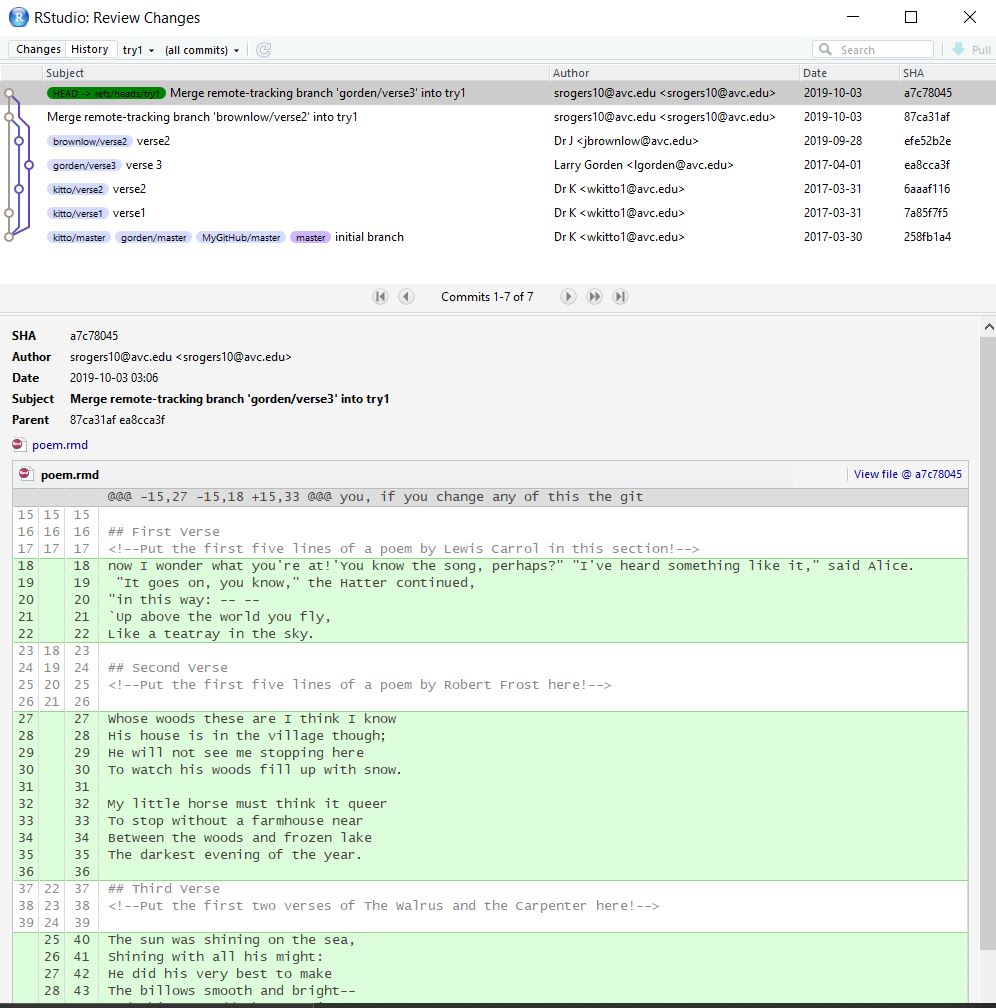 RStudio: Review Changes
Changes History try1 (all commits) Search Pull
Subject Author Date SHA
HEAD -> refs/heads/try1 Merge remote-tracking branch 'gorden/verse3' into try1 srogers10@avc.edu <srogers10@avc.edu> 2019-10-03 a7c78045
Merge remote-tracking branch 'brownlow/verse2' into try1 srogers10@avc.edu <srogers10@avc.edu> 2019-10-03 87ca31af
brownlow/verse2 verse2 Dr J <jbrownlow@avc.edu> 2019-09-28 efe52b2e
gorden/verse3 verse 3 Larry Gorden <lgorden@avc.edu> 2017-04-01 ea8cca3f
kitto/verse2 verse2 Dr K <wkitto1@avc.edu> 2017-03-31 6aaaf116
kitto/verse1 verse1 Dr K <wkitto1@avc.edu> 2017-03-31 7a85f7f5
kitto/master gorden/master MyGitHub/master master initial branch Dr K <wkitto1@avc.edu> 2017-03-30 258fb1a4
Commits 1-7 of 7
SHA a7c78045
Author srogers10@avc.edu <srogers10@avc.edu>
Date 2019-10-03 03:06
Subject Merge remote-tracking branch 'gorden/verse3' into try1
Parent 87ca31af ea8cca3f
poem.rmd
poem.rmd View file @ a7c78045
@@@ -15,27 -15,18 +15,33 @@@ you, if you change any of this the git
15 15 15
16 16 16 ## First Verse
17 17 17 <!--Put the first five lines of a poem by Lewis Carrol in this section!-->
18 18 now I wonder what you're at!'You know the song, perhaps?" "I've heard something like it," said Alice.
19 19 "It goes on, you know," the Hatter continued,
20 20 "in this way: -- --
21 21 `Up above the world you fly,
22 22 Like a teatray in the sky.
23 18 23
24 19 24 ## Second Verse
25 20 25 <!--Put the first five lines of a poem by Robert Frost here!-->
26 21 26
27 27 Whose woods these are I think I know
28 28 His house is in the village though;
29 29 He will not see me stopping here
30 30 To watch his woods fill up with snow.
31 31
32 32 My little horse must think it queer
33 33 To stop without a farmhouse near
34 34 Between the woods and frozen lake
35 35 The darkest evening of the year.
36 36
37 22 37 ## Third Verse
38 23 38 <!--Put the first two verses of The Walrus and the Carpenter here!-->
39 24 39
25 40 The sun was shining on the sea,
26 41 Shining with all his might:
27 42 He did his very best to make
28 43 The billows smooth and bright--